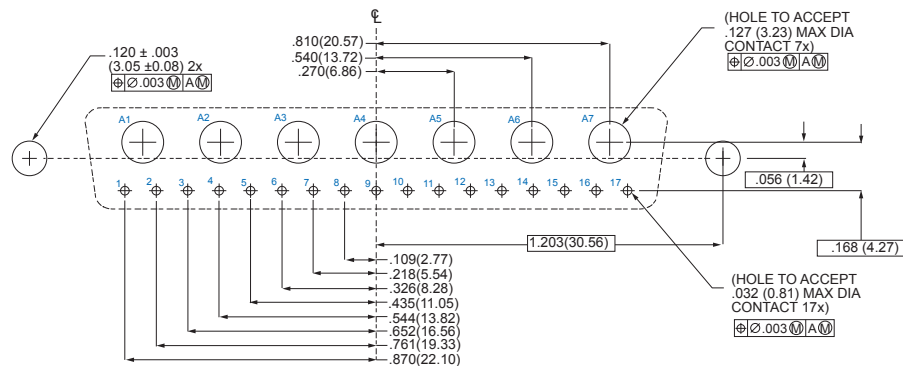 ℄
.810(20.57)
.540(13.72)
.270(6.86)
(HOLE TO ACCEPT
.127 (3.23) MAX DIA
CONTACT 7x)
⌖ ⌀.003 Ⓜ A Ⓜ
.120 ± .003
(3.05 ±0.08) 2x
⌖ ⌀.003 Ⓜ A Ⓜ
A1 A2 A3 A4 A5 A6 A7
1 2 3 4 5 6 7 8 9 10 11 12 13 14 15 16 17
.056 (1.42)
1.203(30.56)
.168 (4.27)
.109(2.77)
.218(5.54)
.326(8.28)
.435(11.05)
.544(13.82)
.652(16.56)
.761(19.33)
.870(22.10)
(HOLE TO ACCEPT
.032 (0.81) MAX DIA
CONTACT 17x)
⌖ ⌀.003 Ⓜ A Ⓜ